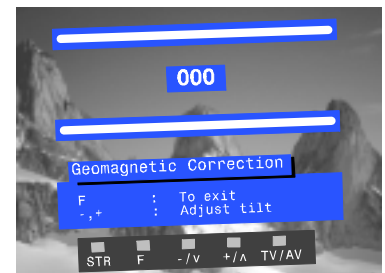 000
Geomagnetic Correction
F : To exit
-,+ : Adjust tilt
STR F -/v +/ʌ TV/AV